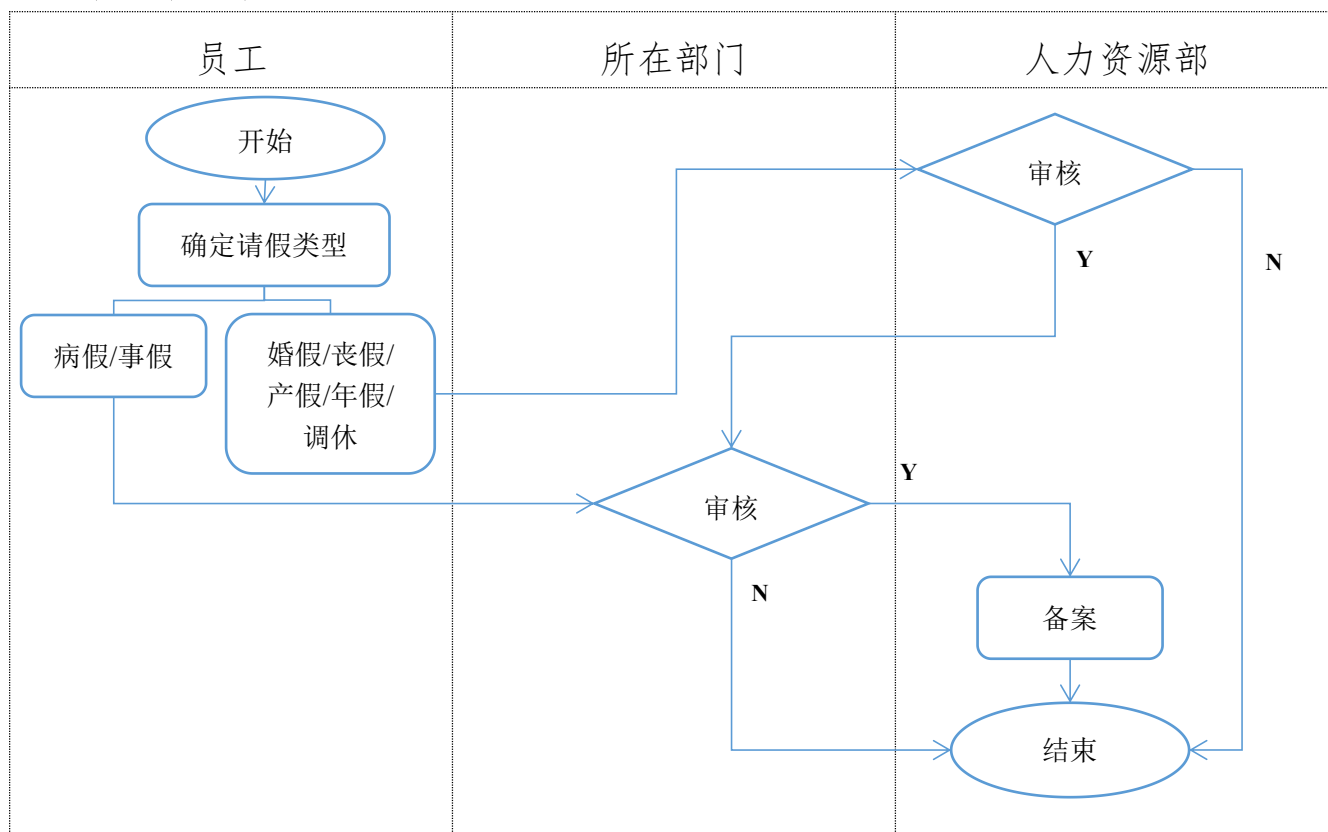 员工
所在部门
人力资源部
开始
审核
确定请假类型
Y
N
病假/事假
婚假/丧假/
产假/年假/
调休
审核
Y
N
备案
结束